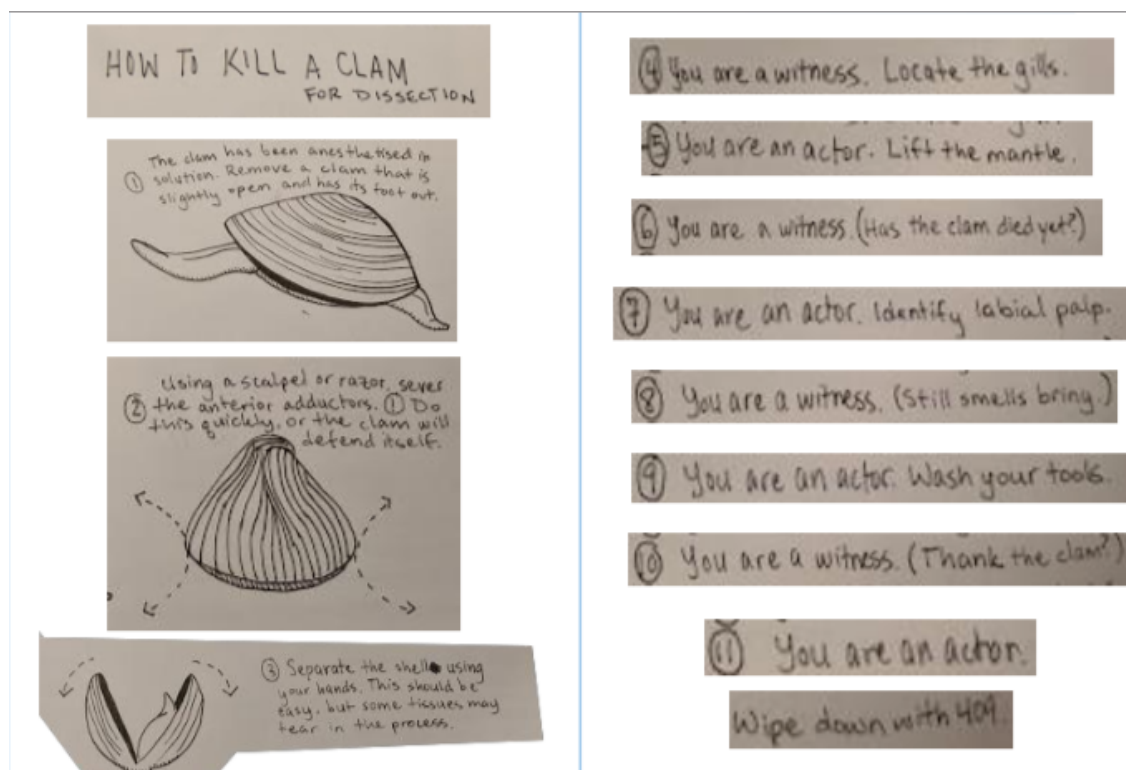 HOW TO KILL A CLAM
FOR DISSECTION
The clam has been anesthetised in
① solution. Remove a clam that is
slightly open and has its foot out.
Using a scalpel or razor, sever
② the anterior adductors. ① Do
this quickly, or the clam will
defend itself.
③ Separate the shell using
your hands. This should be
easy, but some tissues may
tear in the process.
④ You are a witness. Locate the gills.
⑤ You are an actor. Lift the mantle.
⑥ You are a witness. (Has the clam died yet?)
⑦ You are an actor. Identify labial palp.
⑧ You are a witness. (Still smells bring.)
⑨ You are an actor. Wash your tools.
⑩ You are a witness. (Thank the clam?)
⑪ You are an actor.
Wipe down with 409.